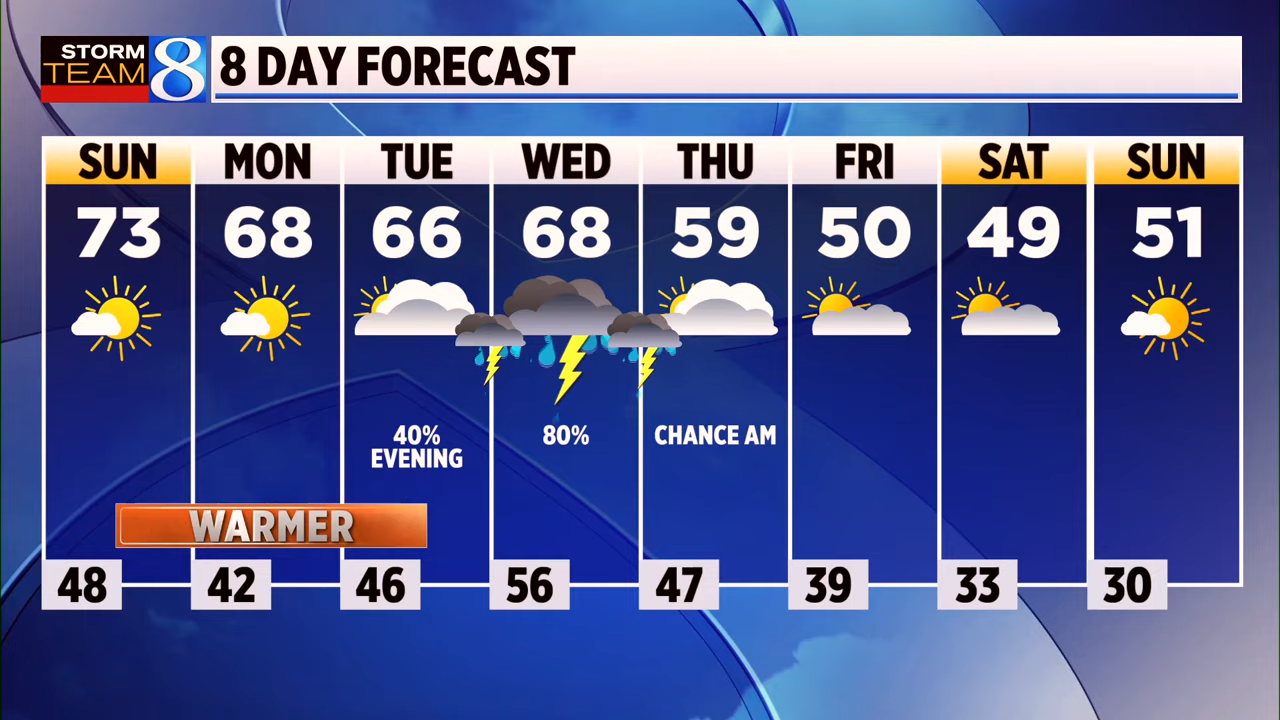 STORM
TEAM 8
8 DAY FORECAST
SUN MON TUE WED THU FRI SAT SUN
73 68 66 68 59 50 49 51
40% 80% CHANCE AM
EVENING
WARMER
48 42 46 56 47 39 33 30